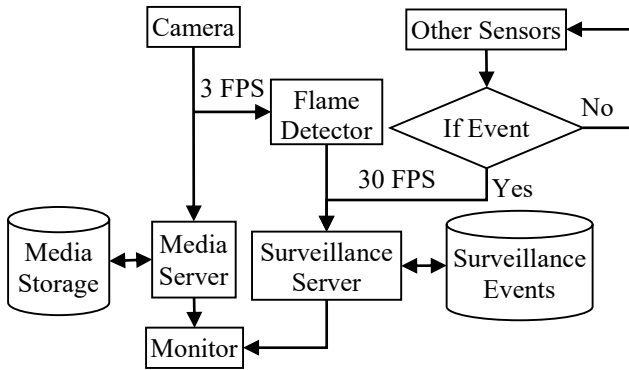 Camera
Other Sensors
3 FPS
Flame
Detector
If Event
No
30 FPS
Yes
Media
Storage
Media
Server
Surveillance
Server
Surveillance
Events
Monitor